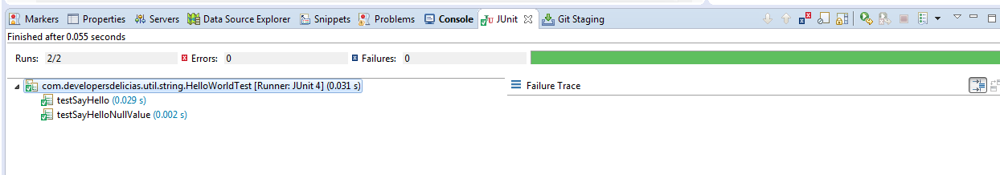 Markers Properties Servers Data Source Explorer Snippets Problems Console JUnit Git Staging
Finished after 0.055 seconds
Runs: 2/2 Errors: 0 Failures: 0
com.developersdelicias.util.string.HelloWorldTest [Runner: JUnit 4] (0.031 s) Failure Trace
testSayHello (0.029 s)
testSayHelloNullValue (0.002 s)